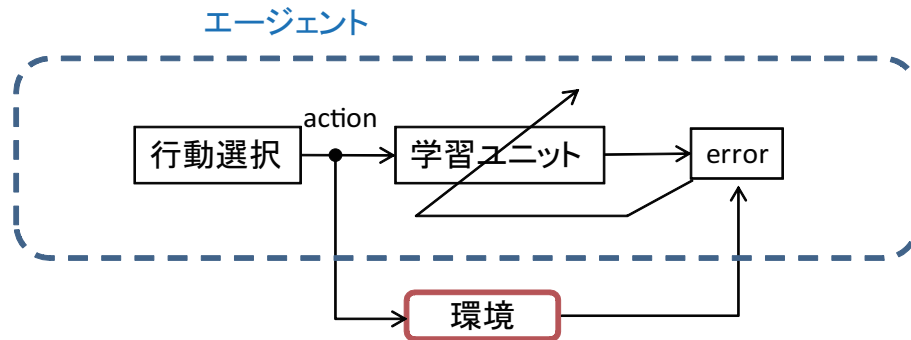 エージェント
action
行動選択
学習ユニット
error
環境